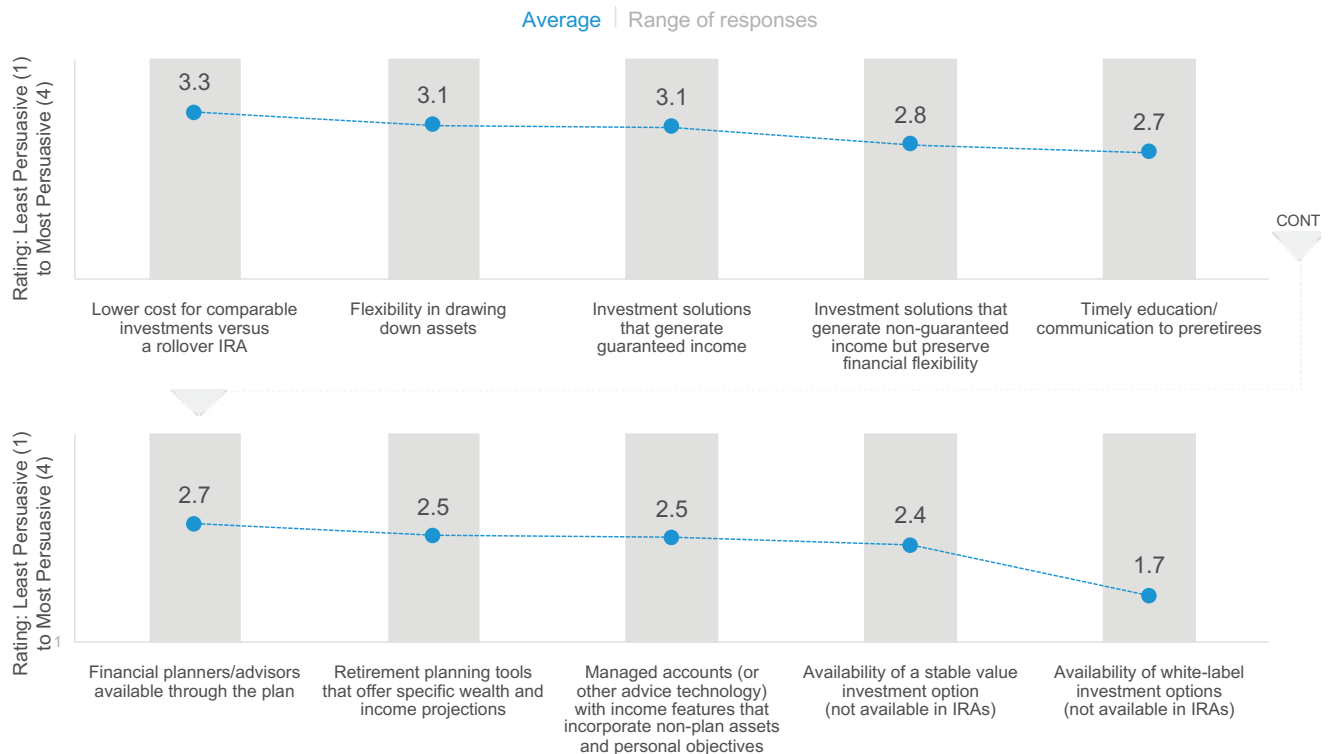 Average | Range of responses
Rating: Least Persuasive (1)
to Most Persuasive (4)
3.3
3.1
3.1
2.8
2.7
CONT
Lower cost for comparable
investments versus
a rollover IRA
Flexibility in drawing
down assets
Investment solutions
that generate
guaranteed income
Investment solutions that
generate non-guaranteed
income but preserve
financial flexibility
Timely education/
communication to preretirees
Rating: Least Persuasive (1)
to Most Persuasive (4)
1
2.7
2.5
2.5
2.4
1.7
Financial planners/advisors
available through the plan
Retirement planning tools
that offer specific wealth and
income projections
Managed accounts (or
other advice technology)
with income features that
incorporate non-plan assets
and personal objectives
Availability of a stable value
investment option
(not available in IRAs)
Availability of white-label
investment options
(not available in IRAs)